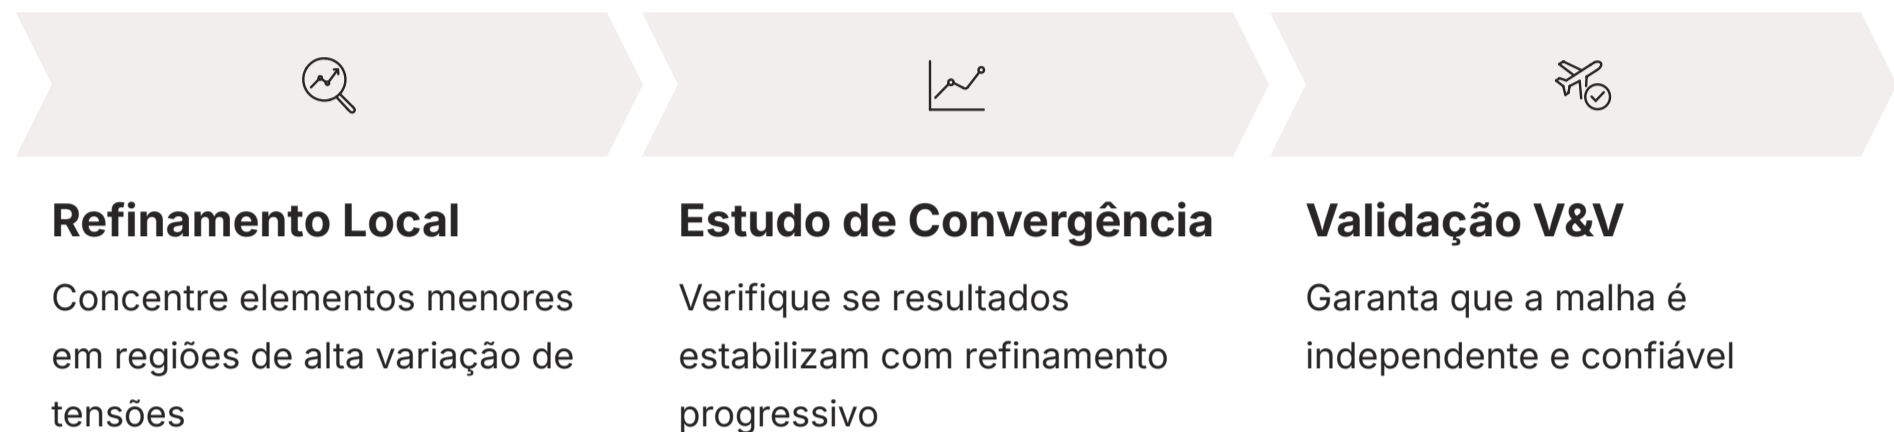 Refinamento Local
Concentre elementos menores
em regiões de alta variação de
tensões
Estudo de Convergência
Verifique se resultados
estabilizam com refinamento
progressivo
Validação V&V
Garanta que a malha é
independente e confiável